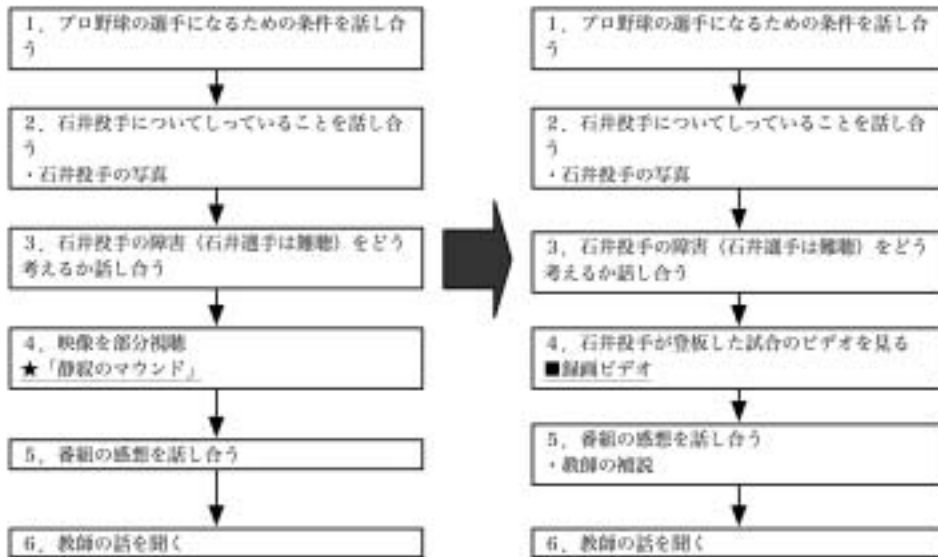 1，プロ野球の選手になるための条件を話し合
う
2，石井投手についてしっていることを話し合
う
・石井投手の写真
3，石井投手の障害（石井選手は難聴）をどう
考えるか話し合う
4，映像を部分視聴
★「静寂のマウンド」
5，番組の感想を話し合う
6，教師の話を聞く
1，プロ野球の選手になるための条件を話し合
う
2，石井投手についてしっていることを話し合
う
・石井投手の写真
3，石井投手の障害（石井選手は難聴）をどう
考えるか話し合う
4，石井投手が登板した試合のビデオを見る
■録画ビデオ
5，番組の感想を話し合う
・教師の補説
6，教師の話を聞く